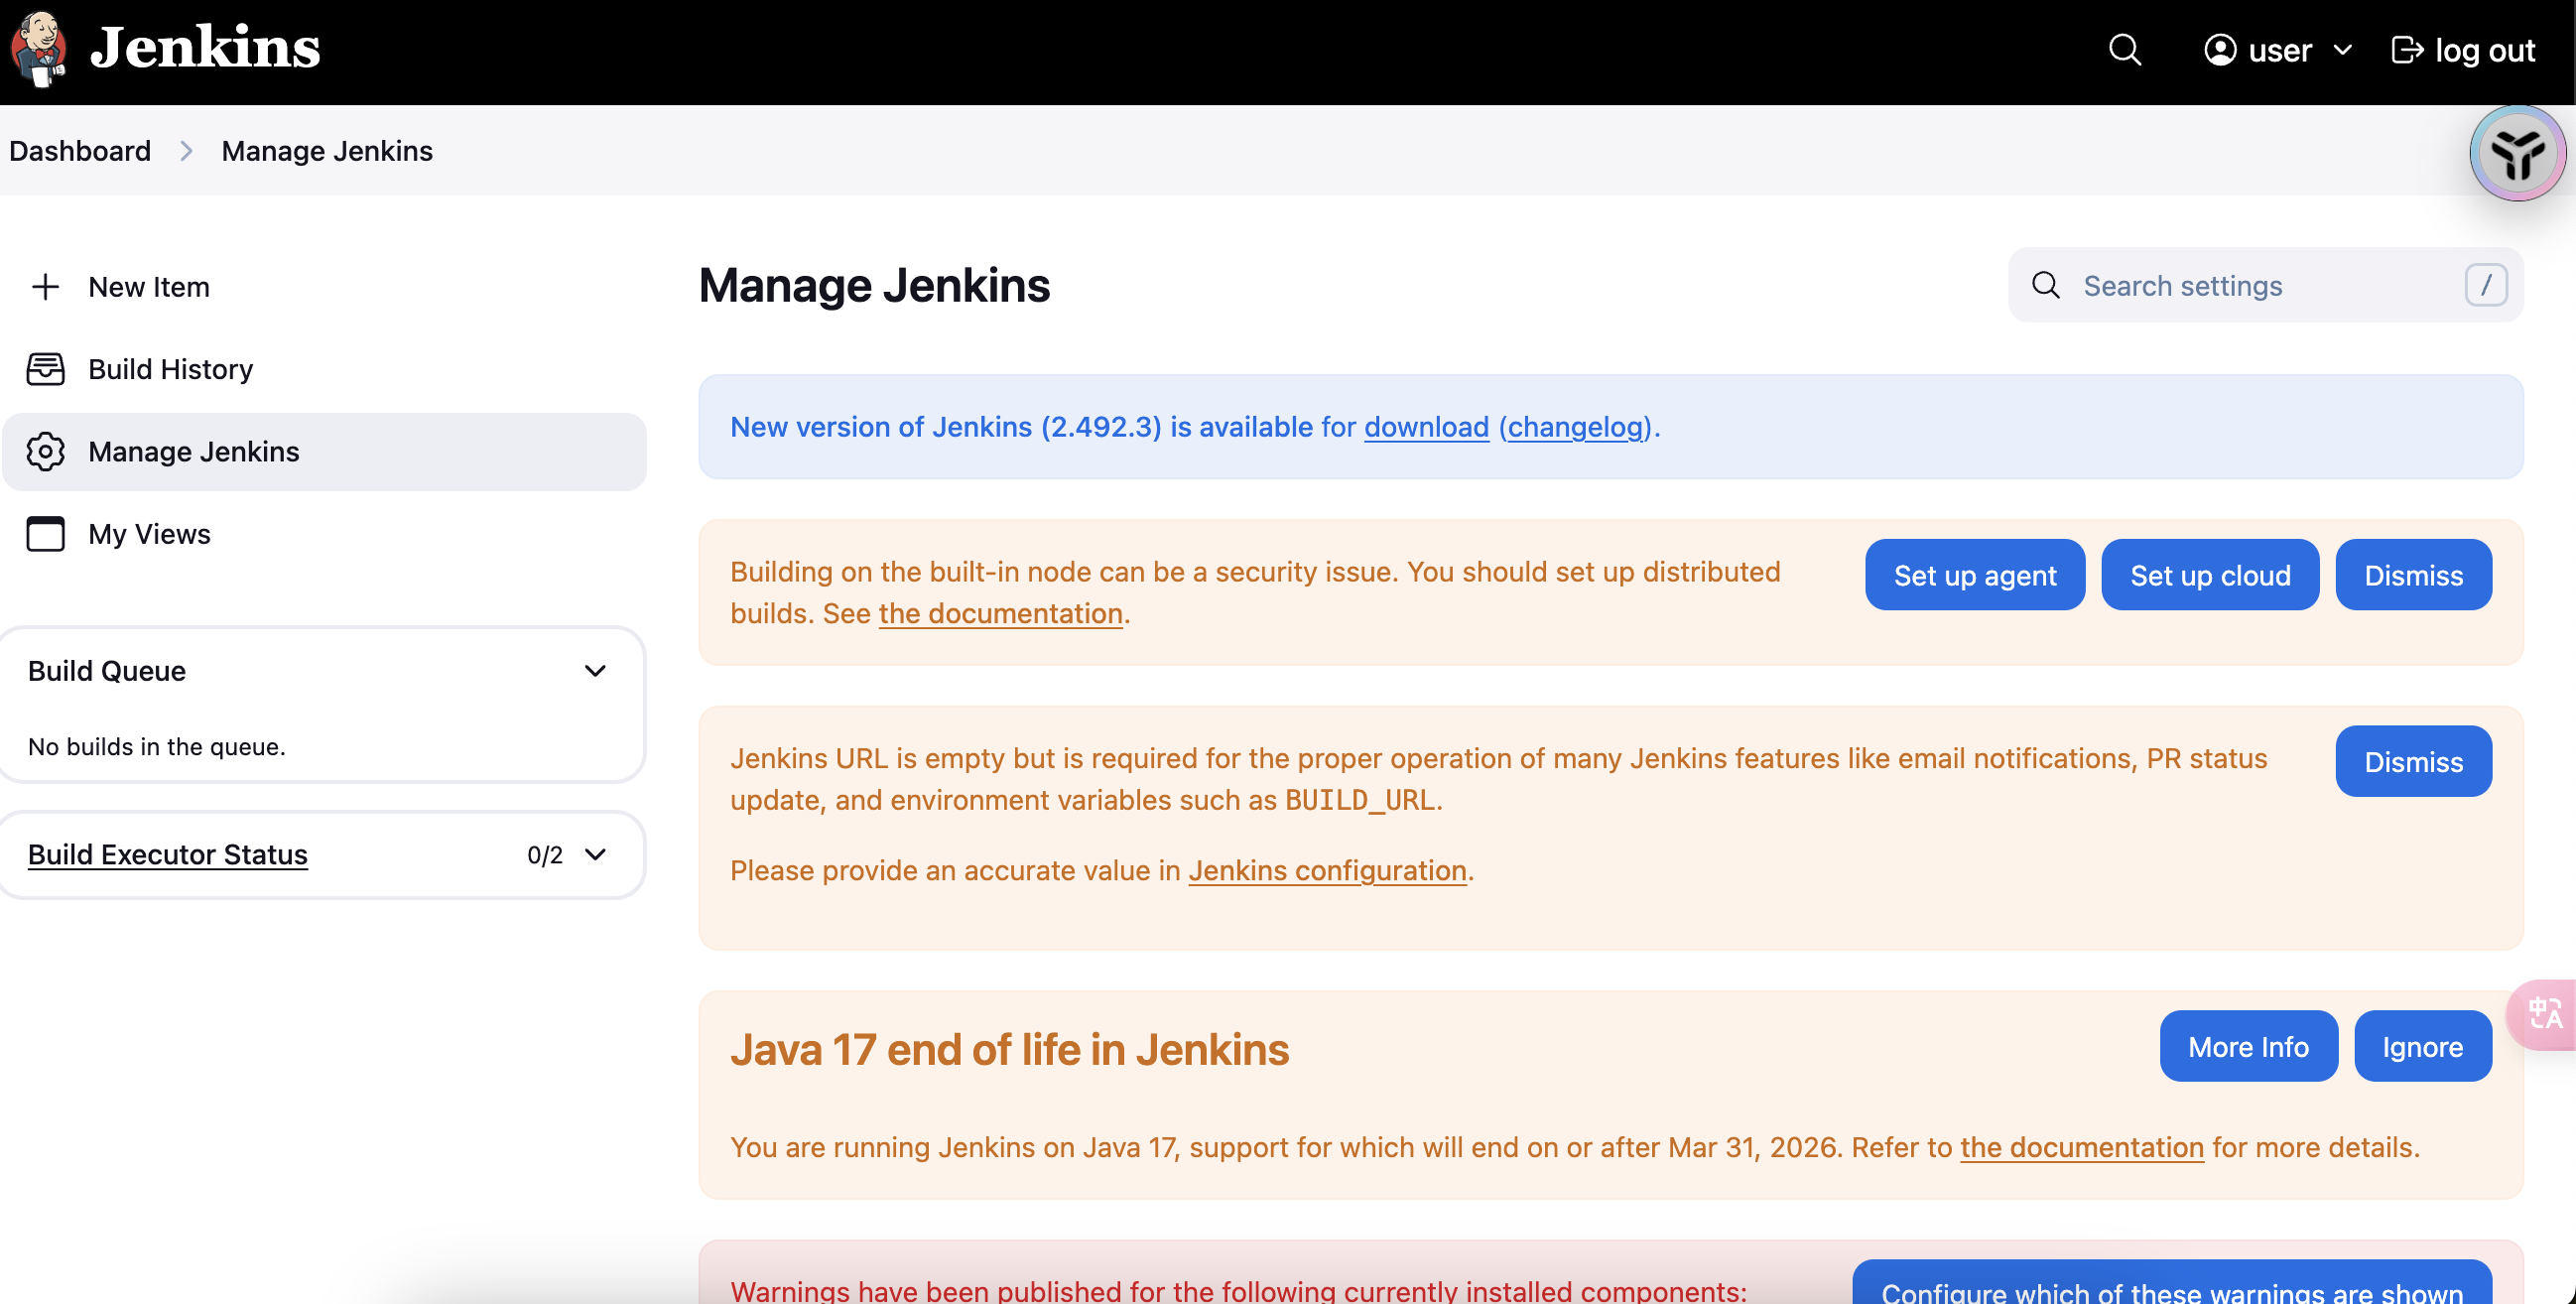 Jenkins
user
log out
Dashboard
Manage Jenkins
New Item
Build History
Manage Jenkins
My Views
Build Queue
No builds in the queue.
Build Executor Status
0/2
Manage Jenkins
Search settings
/
New version of Jenkins (2.492.3) is available for download (changelog).
Building on the built-in node can be a security issue. You should set up distributed
builds. See the documentation.
Set up agent
Set up cloud
Dismiss
Jenkins URL is empty but is required for the proper operation of many Jenkins features like email notifications, PR status
update, and environment variables such as BUILD_URL.
Please provide an accurate value in Jenkins configuration.
Dismiss
Java 17 end of life in Jenkins
More Info
Ignore
You are running Jenkins on Java 17, support for which will end on or after Mar 31, 2026. Refer to the documentation for more details.
中A
Warnings have been published for the following currently installed components:
Configure which of these warnings are shown